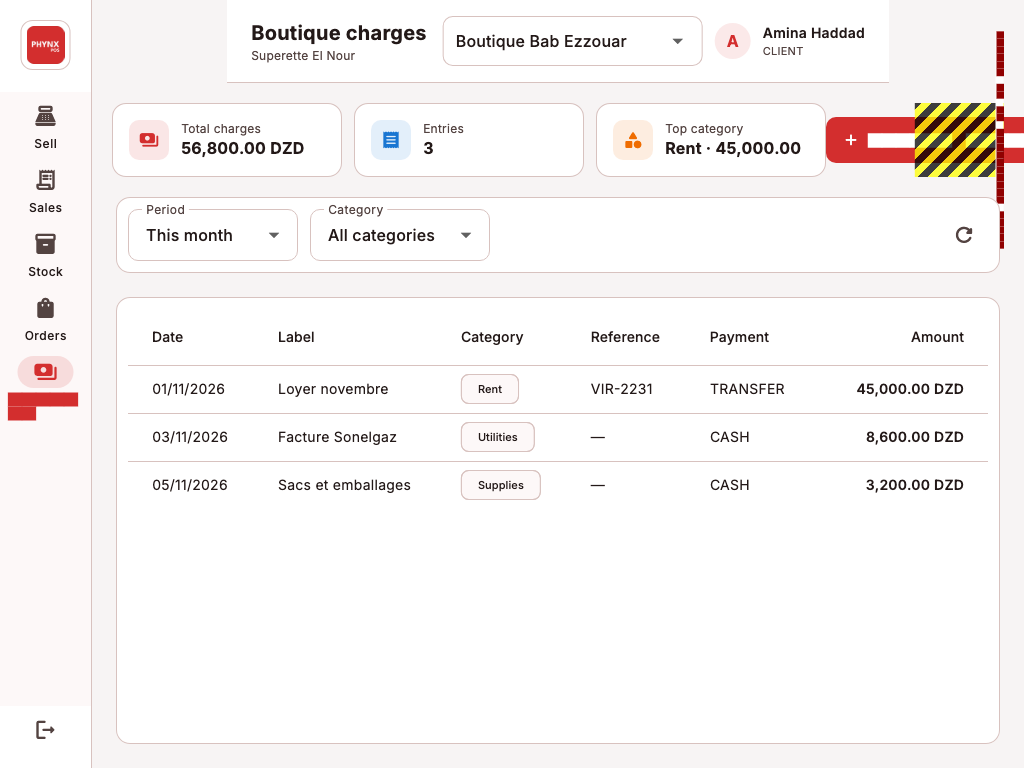 PHYNX
POS
Boutique charges
Superette El Nour
Boutique Bab Ezzouar
A
Amina Haddad
CLIENT
Sell
Sales
Stock
Orders
Total charges
56,800.00 DZD
Entries
3
Top category
Rent · 45,000.00
Period
This month
Category
All categories
Date Label Category Reference Payment Amount
01/11/2026 Loyer novembre Rent VIR-2231 TRANSFER 45,000.00 DZD
03/11/2026 Facture Sonelgaz Utilities — CASH 8,600.00 DZD
05/11/2026 Sacs et emballages Supplies — CASH 3,200.00 DZD